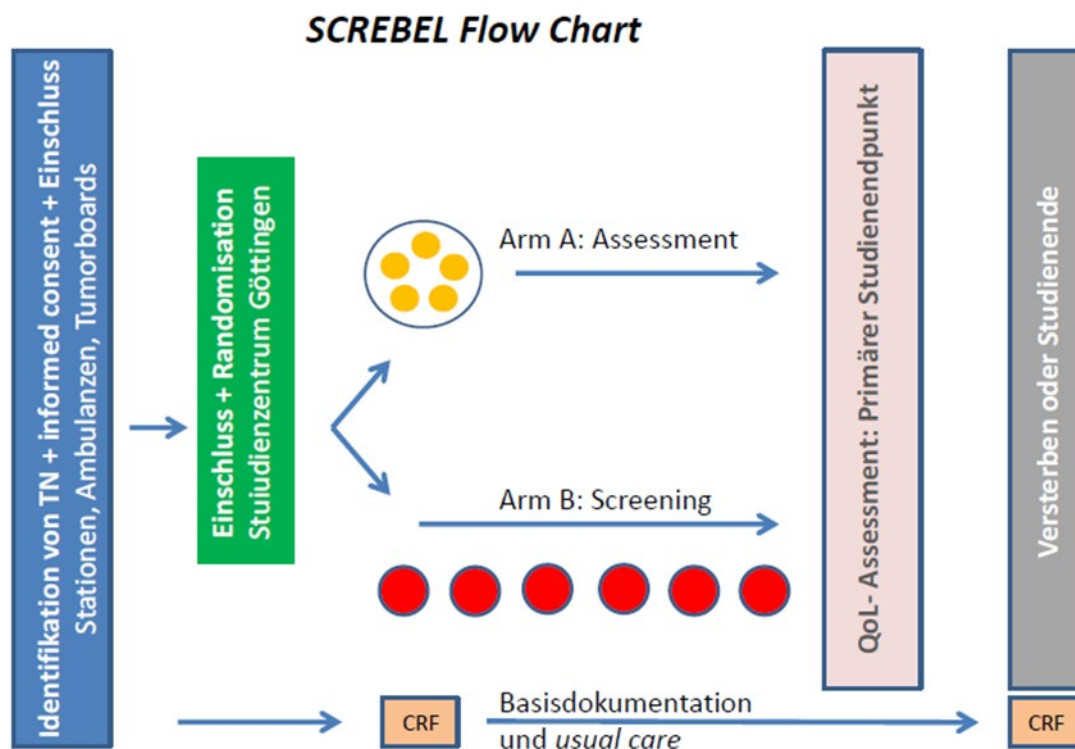 SCREBEL Flow Chart
Identifikation von TN + informed consent + Einschluss
Stationen, Ambulanzen, Tumorboards
Einschluss + Randomisation
Stuiudienzentrum Göttingen
Arm A: Assessment
Arm B: Screening
QoL- Assessment: Primärer Studienendpunkt
Versterben oder Studienende
CRF
Basisdokumentation
und usual care
CRF